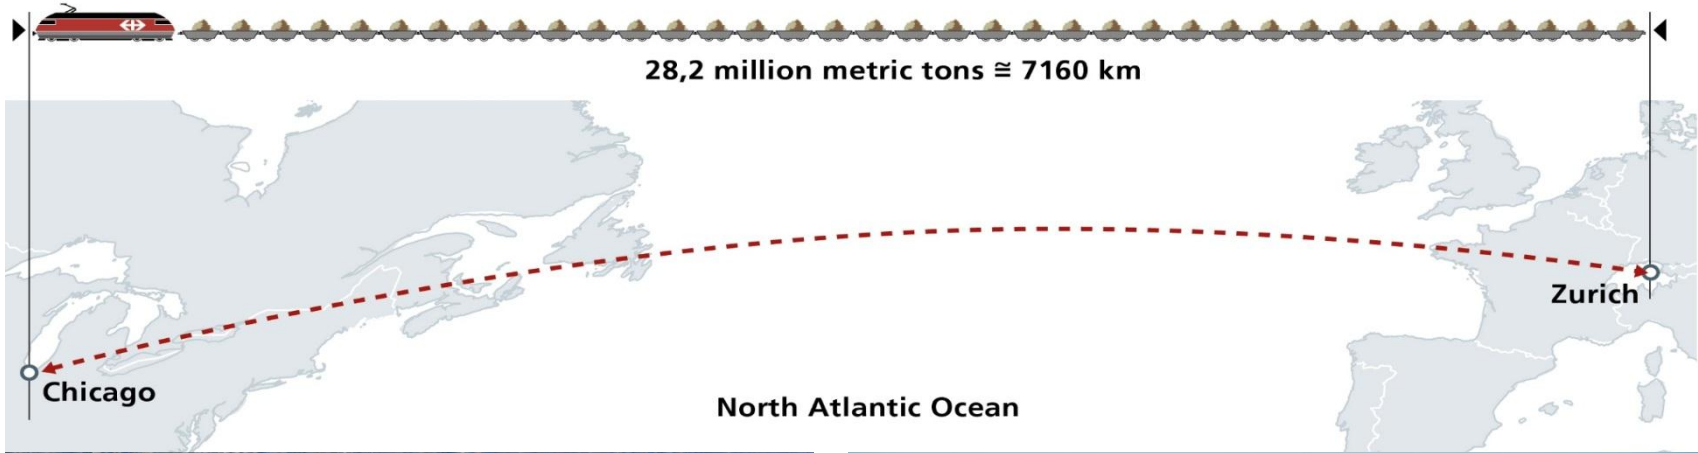 28,2 million metric tons ≅ 7160 km
Zurich
Chicago
North Atlantic Ocean